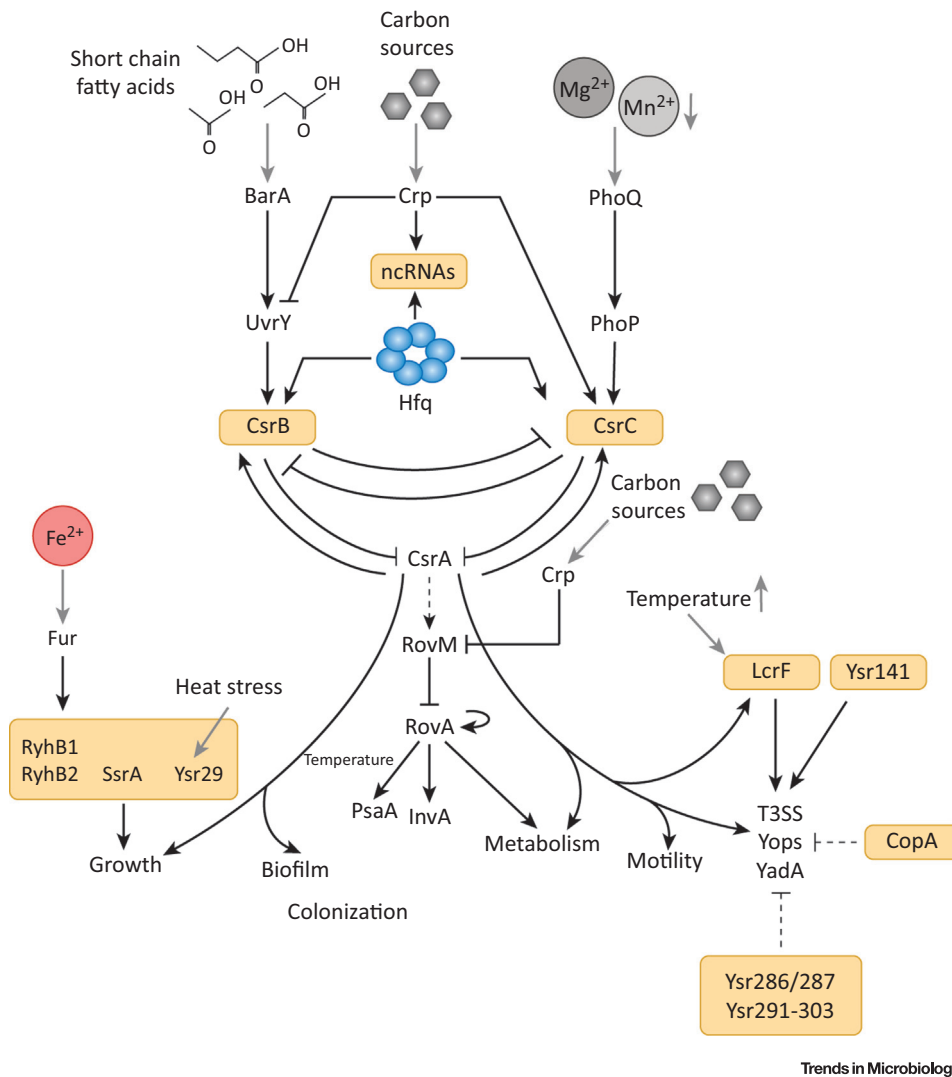 Short chain
fatty acids
OH
O
OH
O
OH
O
Carbon
sources
Mg2+
Mn2+
BarA
Crp
PhoQ
ncRNAs
UvrY
PhoP
Hfq
CsrB
CsrC
Carbon
sources
Fe2+
CsrA
Crp
Temperature
Fur
RovM
LcrF
Ysr141
Heat stress
RovA
RyhB1
RyhB2
SsrA
Ysr29
Temperature
PsaA
InvA
T3SS
Yops
YadA
CopA
Metabolism
Motility
Growth
Biofilm
Colonization
Ysr286/287
Ysr291-303
Trends in Microbiolog